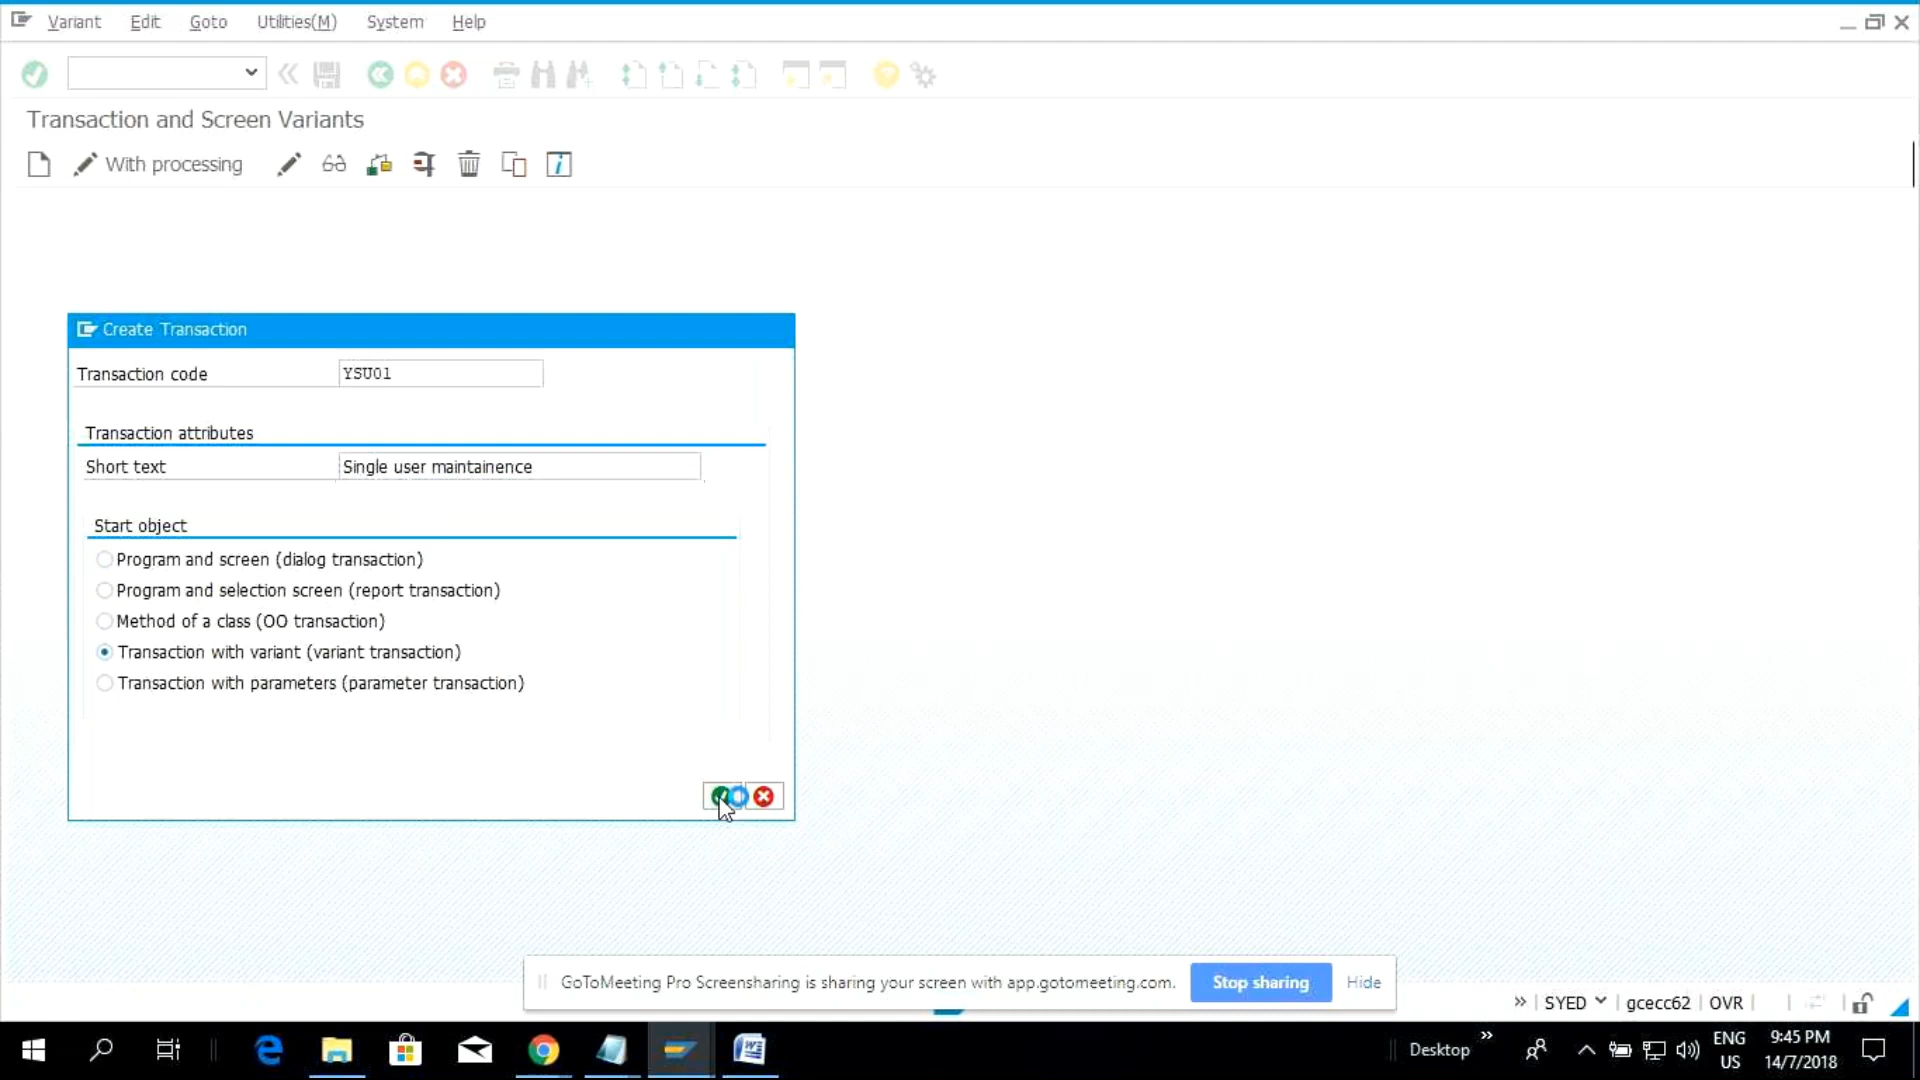 Variant Edit Goto Utilities(M) System Help
Transaction and Screen Variants
With processing
Create Transaction
Transaction code YSU01
Transaction attributes
Short text Single user maintainence
Start object
Program and screen (dialog transaction)
Program and selection screen (report transaction)
Method of a class (OO transaction)
Transaction with variant (variant transaction)
Transaction with parameters (parameter transaction)
GoToMeeting Pro Screensharing is sharing your screen with app.gotomeeting.com. Stop sharing Hide
SYED gcecc62 OVR
Desktop
ENG
US
9:45 PM
14/7/2018